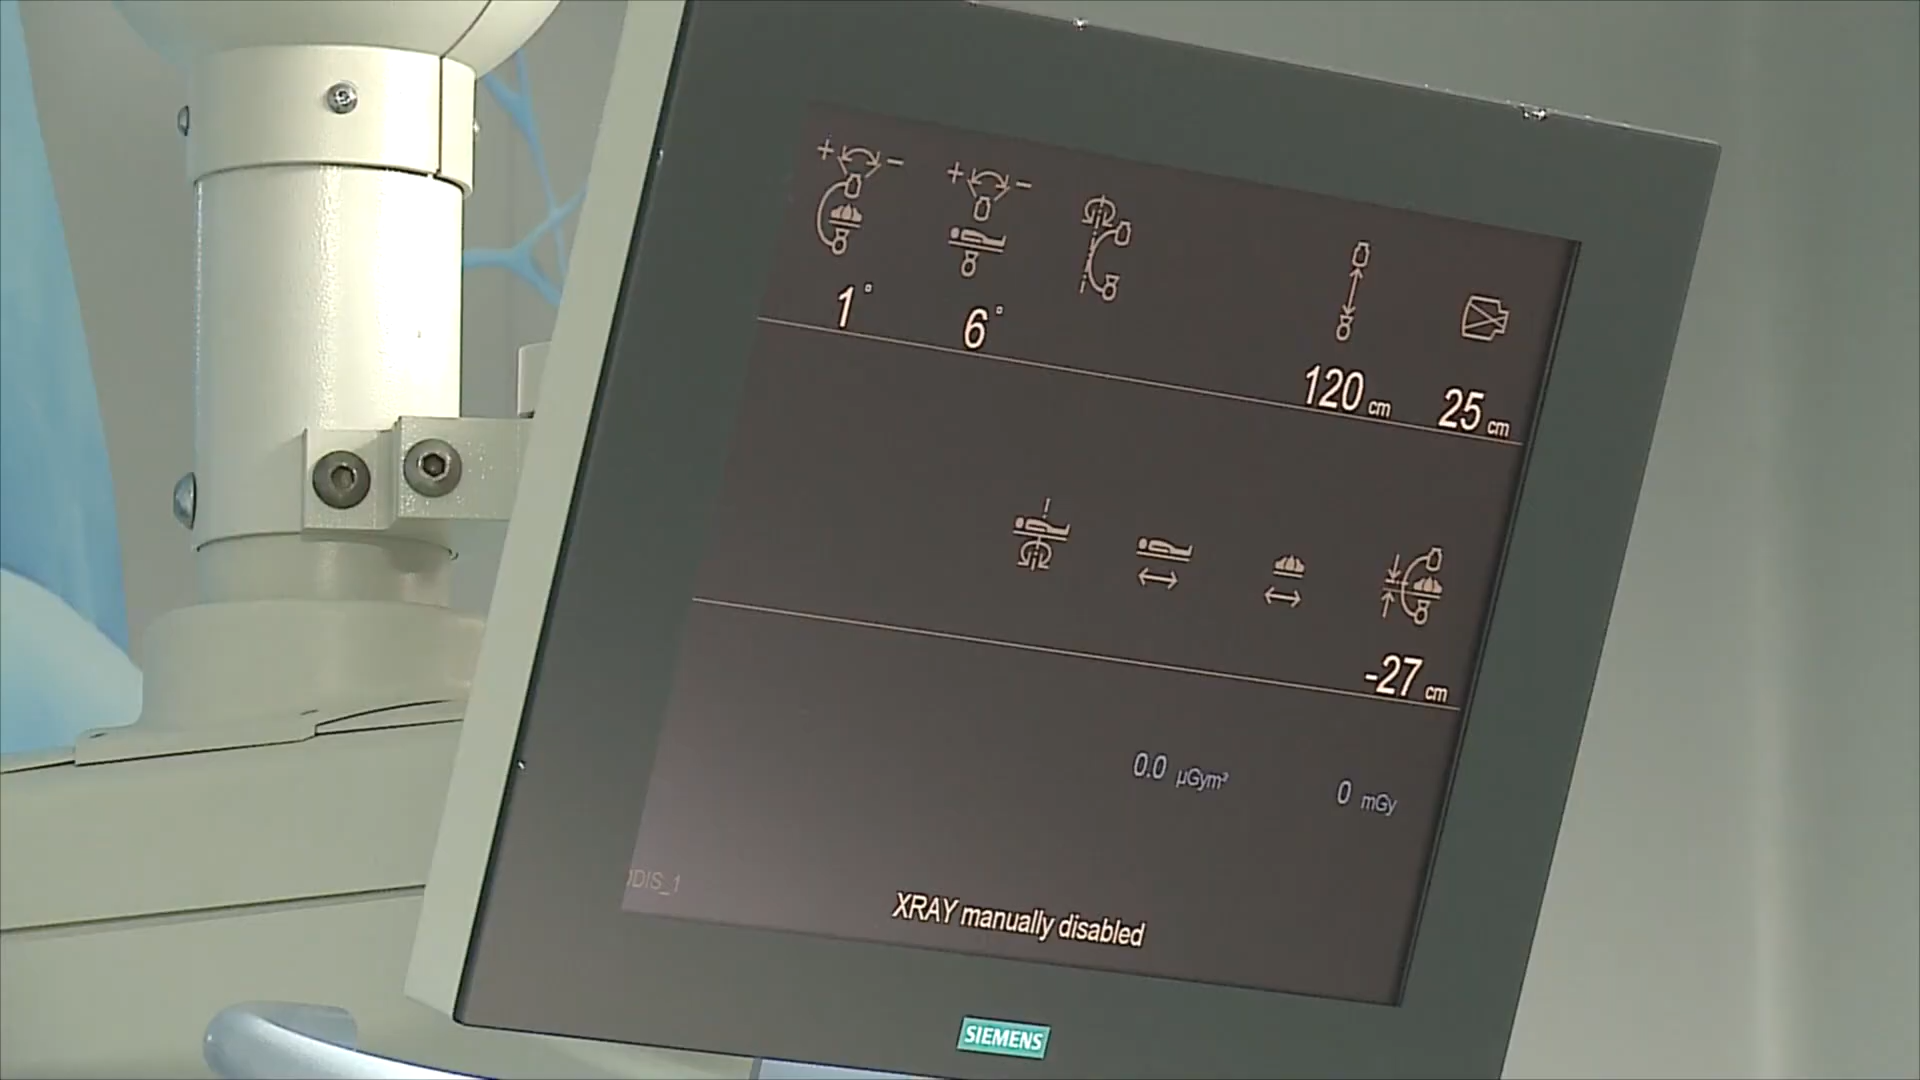 + −
+ −
1°
6°
120 cm
25 cm
-27 cm
0.0 µGym²
0 mGy
DIS_1
XRAY manually disabled
SIEMENS